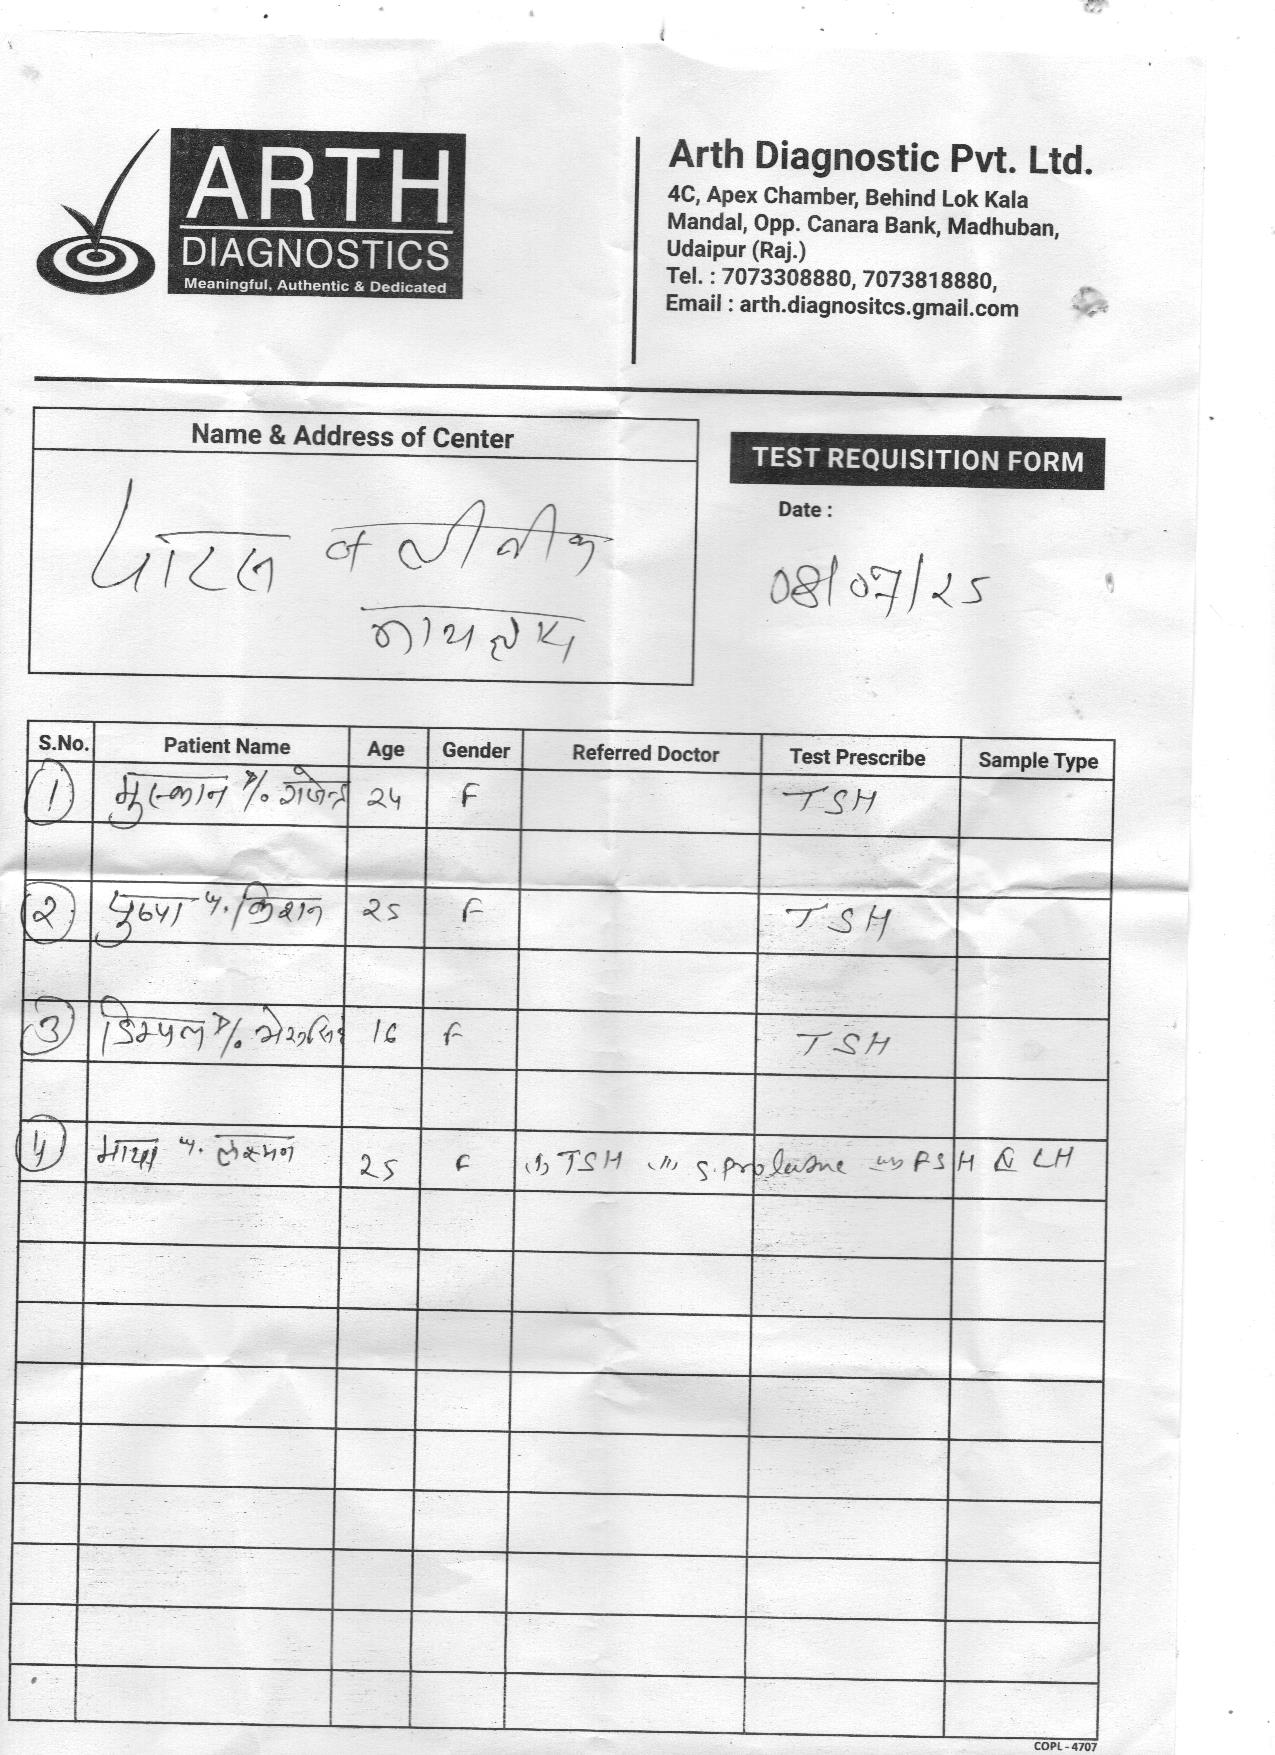 ARTH
DIAGNOSTICS
Meaningful, Authentic & Dedicated
Arth Diagnostic Pvt. Ltd.
4C, Apex Chamber, Behind Lok Kala
Mandal, Opp. Canara Bank, Madhuban,
Udaipur (Raj.)
Tel. : 7073308880, 7073818880,
Email : arth.diagnositcs.gmail.com
Name & Address of Center
TEST REQUISITION FORM
Date :
पारस क्लीनीक
08/07/25
S.No. Patient Name Age Gender Referred Doctor Test Prescribe Sample Type
1 मुस्कान D/o राजेन्द्र 24 F TSH
2 पुष्पा W. किशन 25 F TSH
3 डिम्पल D/o 16 F TSH
4 माया W. लक्ष्मण 25 F (i) TSH (ii) S. (iii) FSH (iv) LH
COPL - 4707